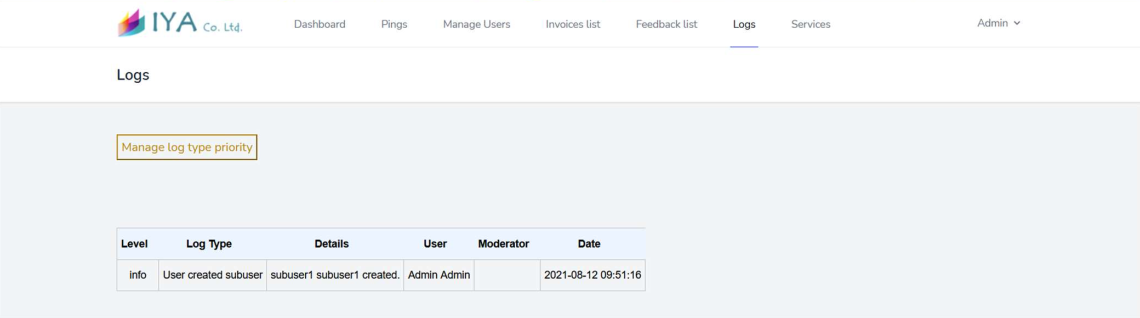 IYA Co. Ltd. Dashboard Pings Manage Users Invoices list Feedback list Logs Services Admin
Logs
Manage log type priority
Level Log Type Details User Moderator Date
info User created subuser subuser1 subuser1 created. Admin Admin 2021-08-12 09:51:16